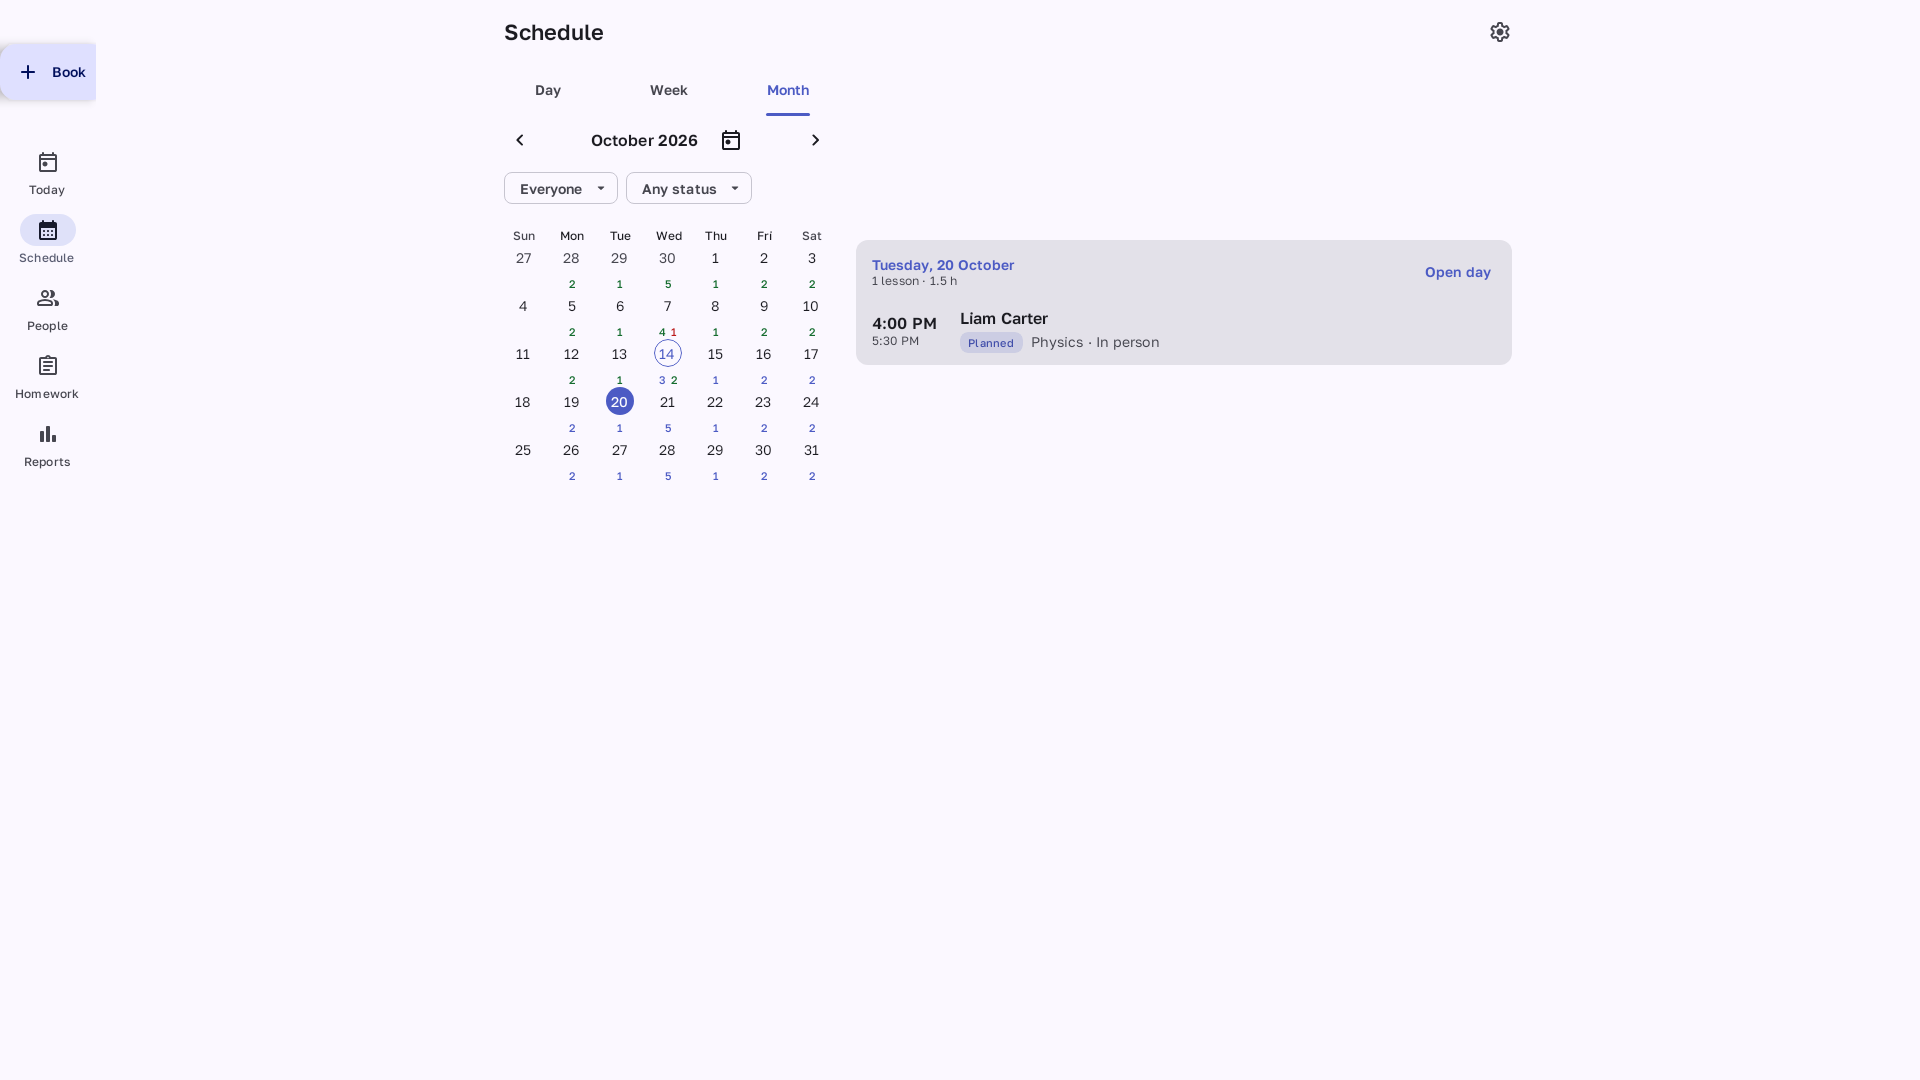 Schedule
Book
Day Week Month
October 2026
Today
Everyone Any status
Schedule
People
Homework
Reports
Sun Mon Tue Wed Thu Fri Sat
27 28 29 30 1 2 3
2 1 5 1 2 2
4 5 6 7 8 9 10
2 1 4 1 1 2 2
11 12 13 14 15 16 17
2 1 3 2 1 2 2
18 19 20 21 22 23 24
2 1 5 1 2 2
25 26 27 28 29 30 31
2 1 5 1 2 2
Tuesday, 20 October
1 lesson · 1.5 h
Open day
4:00 PM Liam Carter
5:30 PM Planned Physics · In person